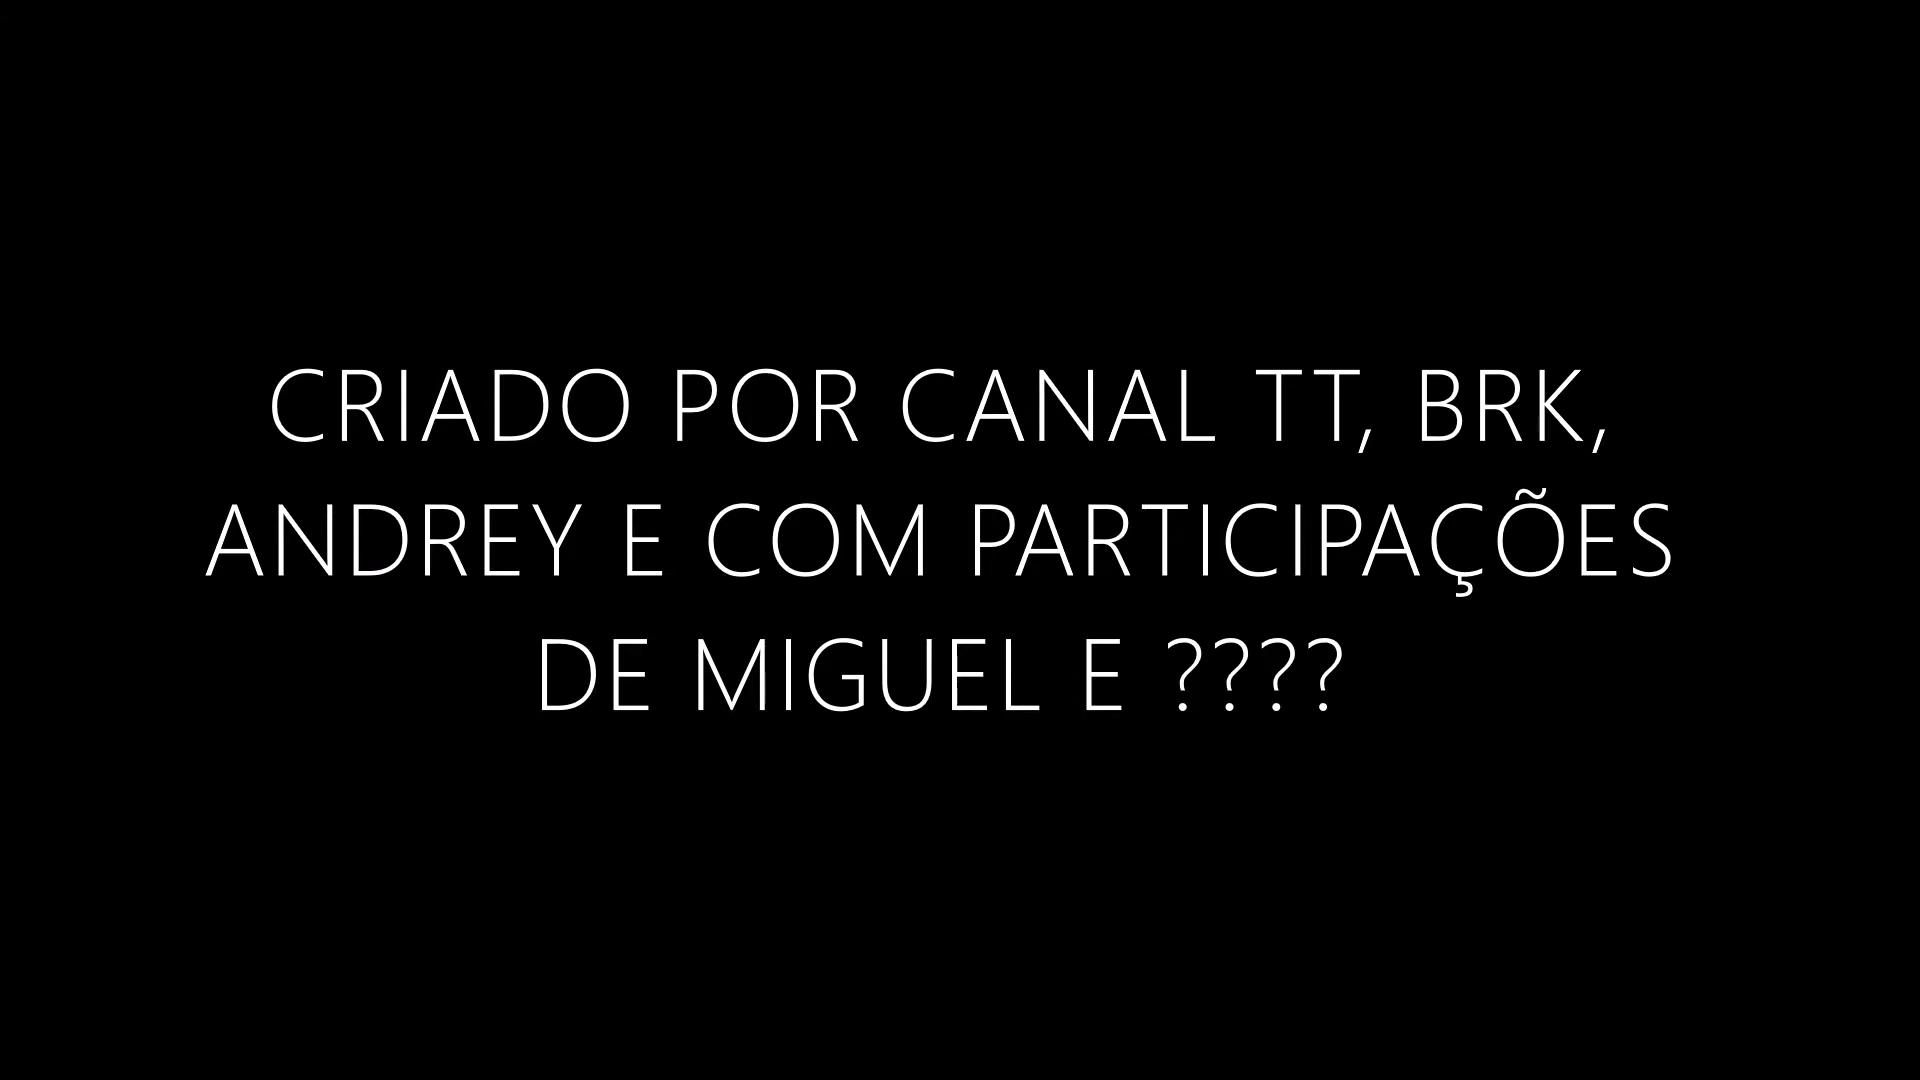 CRIADO POR CANAL TT, BRK,
ANDREY E COM PARTICIPAÇÕES
DE MIGUEL E ????